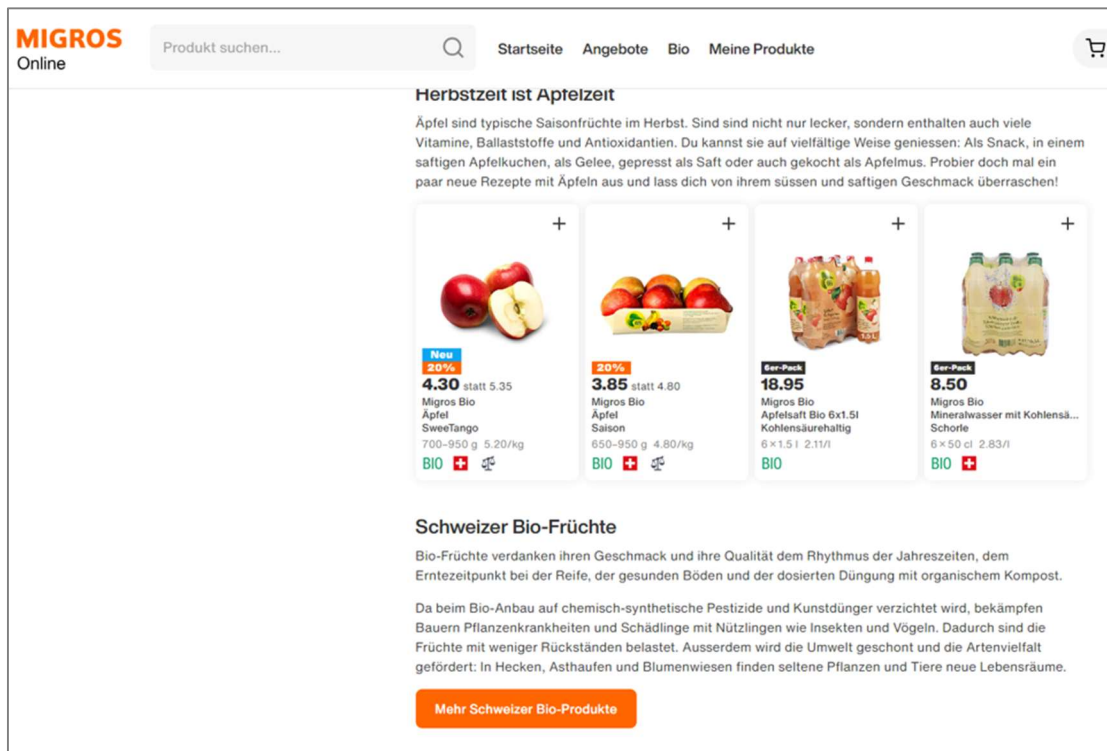 MIGROS
Online
Produkt suchen...
Startseite Angebote Bio Meine Produkte
Herbstzeit ist Apfelzeit
Äpfel sind typische Saisonfrüchte im Herbst. Sind sind nicht nur lecker, sondern enthalten auch viele
Vitamine, Ballaststoffe und Antioxidantien. Du kannst sie auf vielfältige Weise geniessen: Als Snack, in einem
saftigen Apfelkuchen, als Gelee, gepresst als Saft oder auch gekocht als Apfelmus. Probier doch mal ein
paar neue Rezepte mit Äpfeln aus und lass dich von ihrem süssen und saftigen Geschmack überraschen!
Neu
20%
4.30 statt 5.35
Migros Bio
Äpfel
SweeTango
700–950 g 5.20/kg
BIO
20%
3.85 statt 4.80
Migros Bio
Äpfel
Saison
650–950 g 4.80/kg
BIO
1.5 L
6er-Pack
18.95
Migros Bio
Apfelsaft Bio 6x1.5l
Kohlensäurehaltig
6 × 1.5 l 2.11/l
BIO
6er-Pack
8.50
Migros Bio
Mineralwasser mit Kohlensä...
Schorle
6 × 50 cl 2.83/l
BIO
Schweizer Bio-Früchte
Bio-Früchte verdanken ihren Geschmack und ihre Qualität dem Rhythmus der Jahreszeiten, dem
Erntezeitpunkt bei der Reife, der gesunden Böden und der dosierten Düngung mit organischem Kompost.
Da beim Bio-Anbau auf chemisch-synthetische Pestizide und Kunstdünger verzichtet wird, bekämpfen
Bauern Pflanzenkrankheiten und Schädlinge mit Nützlingen wie Insekten und Vögeln. Dadurch sind die
Früchte mit weniger Rückständen belastet. Ausserdem wird die Umwelt geschont und die Artenvielfalt
gefördert: In Hecken, Asthaufen und Blumenwiesen finden seltene Pflanzen und Tiere neue Lebensräume.
Mehr Schweizer Bio-Produkte